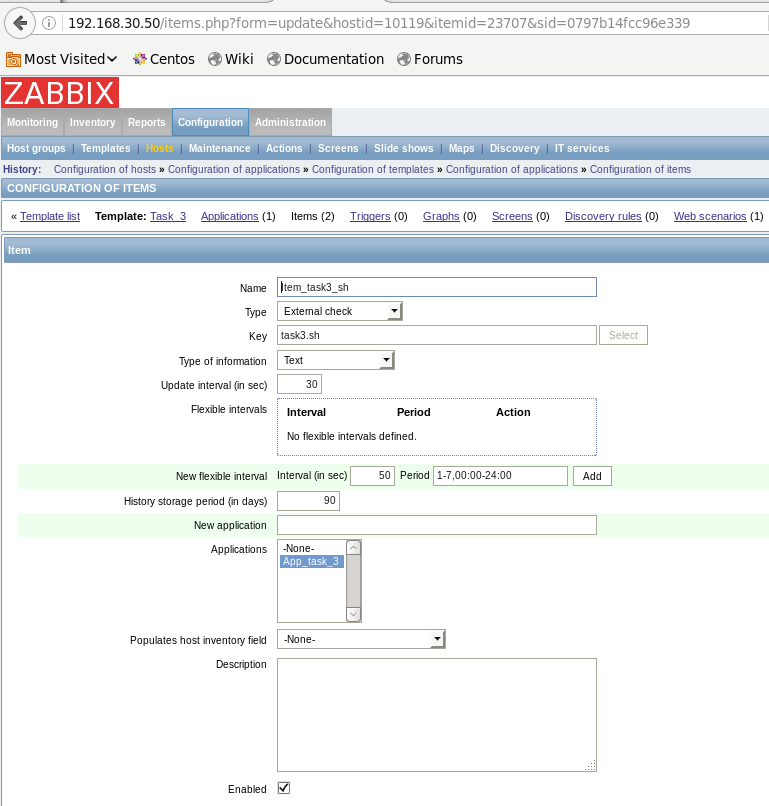 192.168.30.50/items.php?form=update&hostid=10119&itemid=23707&sid=0797b14fcc96e339
Most Visited Centos Wiki Documentation Forums
ZABBIX
Monitoring Inventory Reports Configuration Administration
Host groups | Templates | Hosts | Maintenance | Actions | Screens | Slide shows | Maps | Discovery | IT services
History: Configuration of hosts » Configuration of applications » Configuration of templates » Configuration of applications » Configuration of items
CONFIGURATION OF ITEMS
« Template list Template: Task_3 Applications (1) Items (2) Triggers (0) Graphs (0) Screens (0) Discovery rules (0) Web scenarios (1)
Item
Name Item_task3_sh
Type External check
Key task3.sh Select
Type of information Text
Update interval (in sec) 30
Flexible intervals Interval Period Action
No flexible intervals defined.
New flexible interval Interval (in sec) 50 Period 1-7,00:00-24:00 Add
History storage period (in days) 90
New application
Applications -None-
App_task_3
Populates host inventory field -None-
Description
Enabled